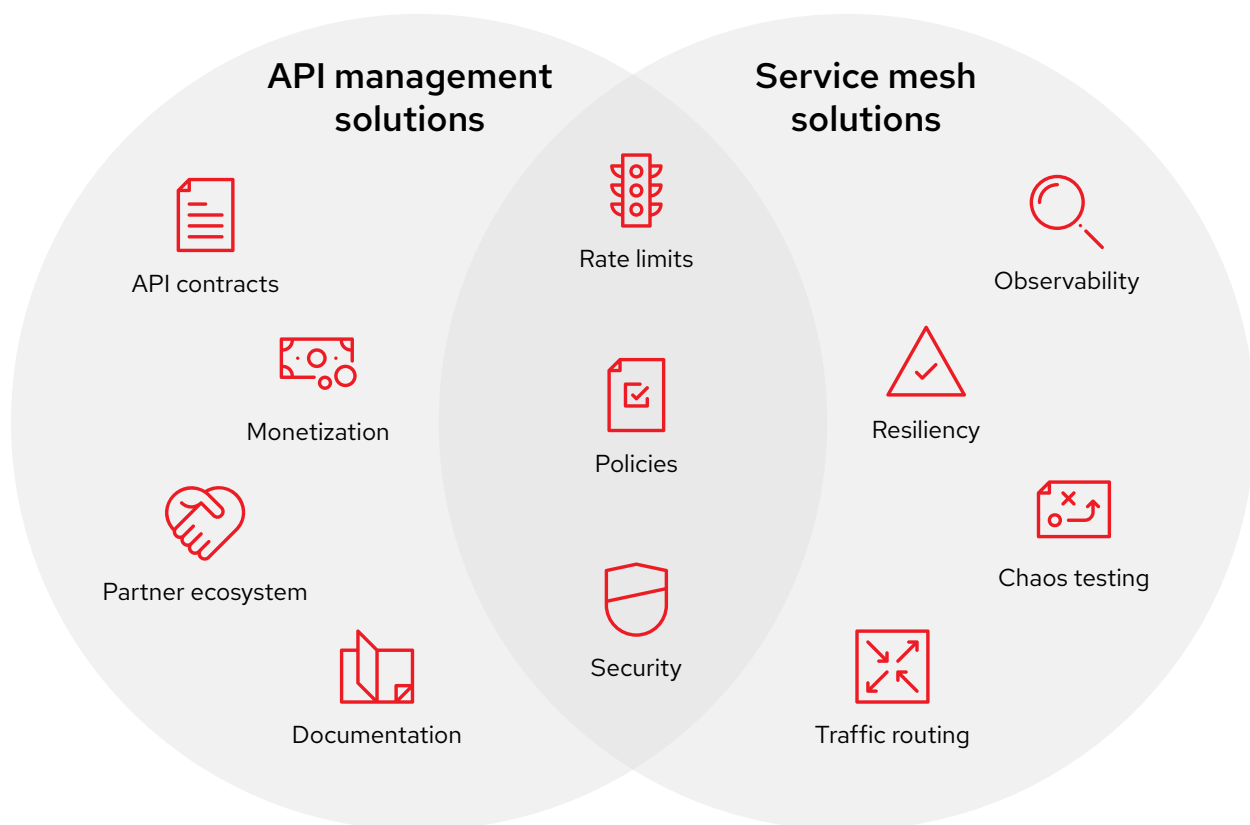 API management
solutions
Service mesh
solutions
API contracts
Monetization
Partner ecosystem
Documentation
Rate limits
Policies
Security
Observability
Resiliency
Chaos testing
Traffic routing